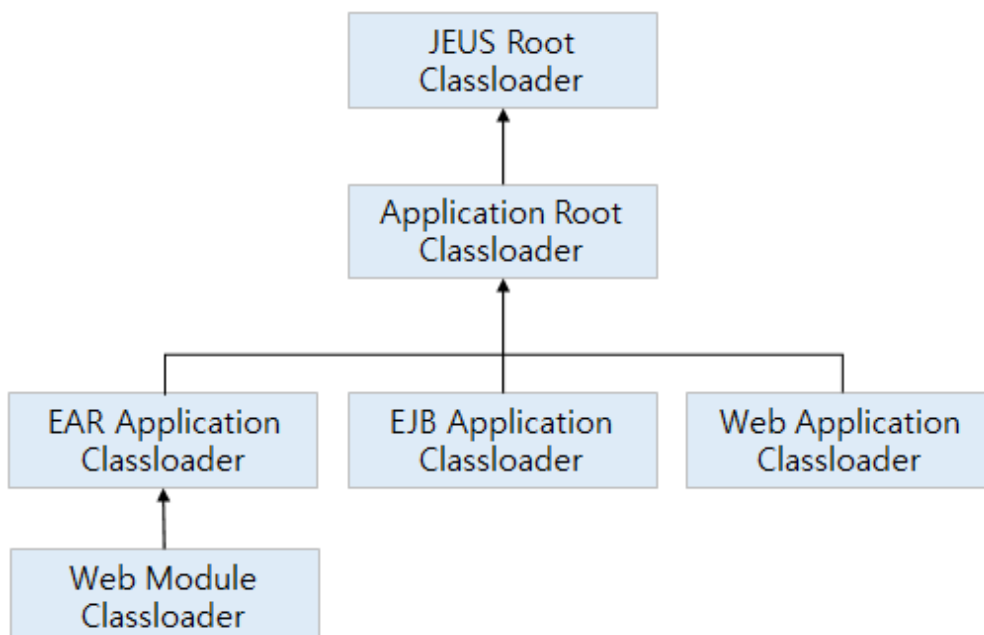 JEUS Root
Classloader
Application Root
Classloader
EAR Application
Classloader
EJB Application
Classloader
Web Application
Classloader
Web Module
Classloader